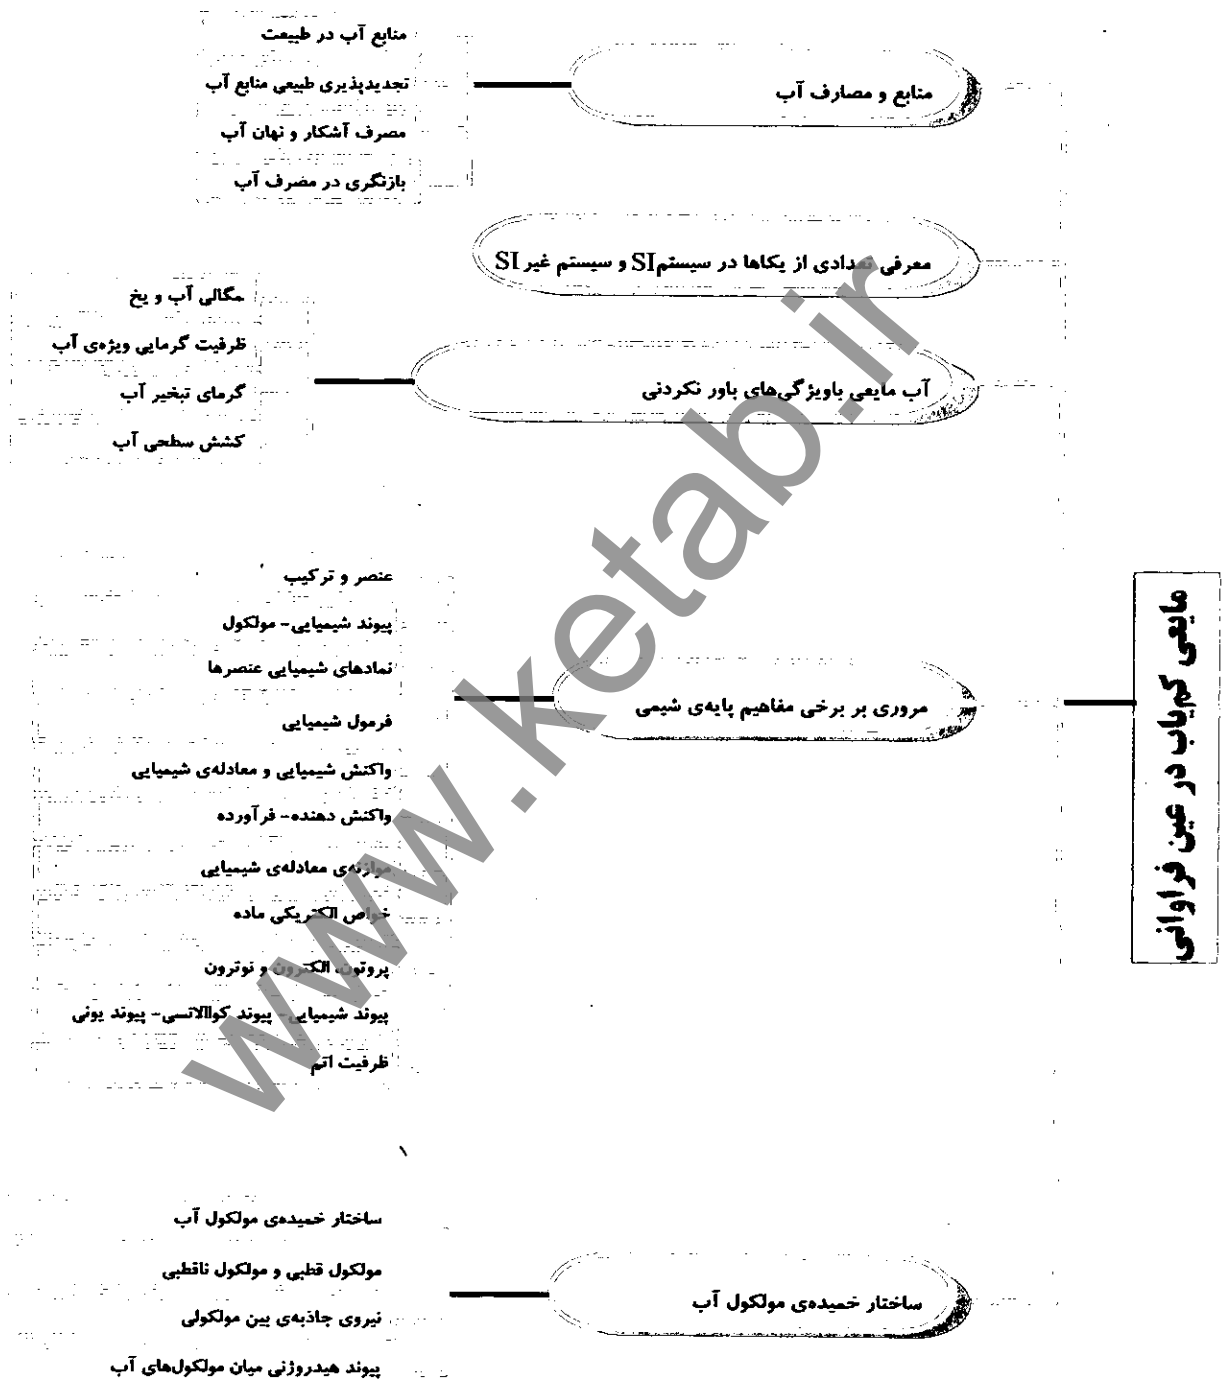 مایعی کم‌یاب در عین فراوانی
منابع و مصارف آب
منابع آب در طبیعت
تجدیدپذیری طبیعی منابع آب
مصرف آشکار و نهان آب
بازنگری در مصرف آب
معرفی تعدادی از یکاها در سیستم SI و سیستم غیر SI
آب مایعی باویژگی‌های باور نکردنی
چگالی آب و یخ
ظرفیت گرمایی ویژه‌ی آب
گرمای تبخیر آب
کشش سطحی آب
مروری بر برخی مفاهیم پایه‌ی شیمی
عنصر و ترکیب
پیوند شیمیایی- مولکول
نمادهای شیمیایی عنصرها
فرمول شیمیایی
واکنش شیمیایی و معادله‌ی شیمیایی
واکنش دهنده- فرآورده
موازنه‌ی معادله‌ی شیمیایی
خواص الکتریکی ماده
پروتون، الکترون و نوترون
پیوند شیمیایی- پیوند کووالانسی- پیوند یونی
ظرفیت اتم
ساختار خمیده‌ی مولکول آب
ساختار خمیده‌ی مولکول آب
مولکول قطبی و مولکول ناقطبی
نیروی جاذبه‌ی بین مولکولی
پیوند هیدروژنی میان مولکول‌های آب
۱
www.ketab.ir